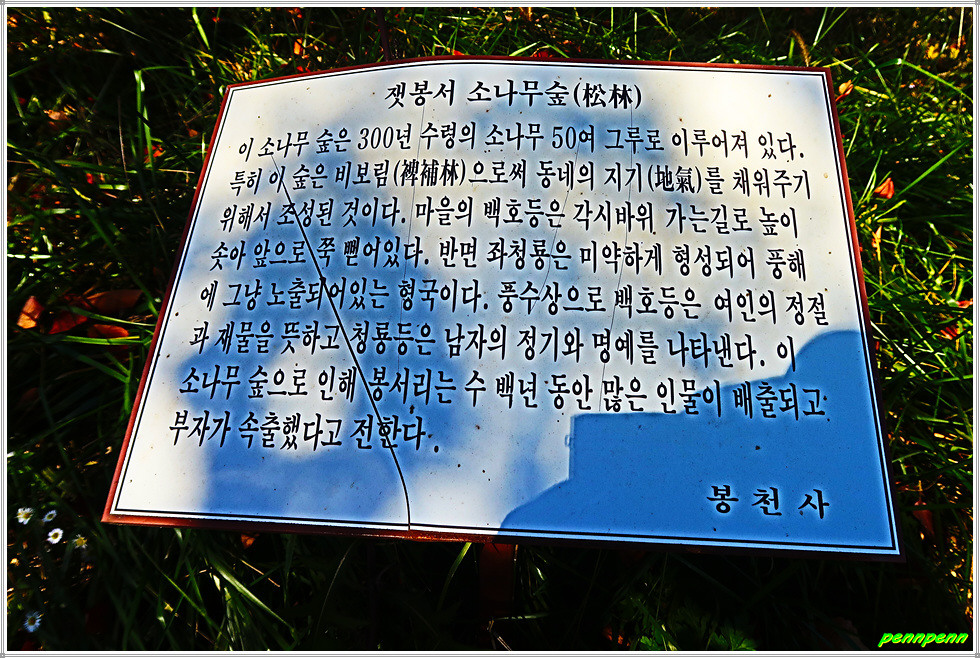 잿봉서 소나무숲(松林)
이 소나무 숲은 300년 수령의 소나무 50여 그루로 이루어져 있다.
특히 이 숲은 비보림(裨補林)으로써 동네의 지기(地氣)를 채워주기
위해서 조성된 것이다. 마을의 백호등은 각시바위 가는길로 높이
솟아 앞으로 쭉 뻗어있다. 반면 좌청룡은 미약하게 형성되어 풍해
에 그냥 노출되어있는 형국이다. 풍수상으로 백호등은 여인의 정절
과 재물을 뜻하고 청룡등은 남자의 정기와 명예를 나타낸다. 이
소나무 숲으로 인해 봉서리는 수 백년 동안 많은 인물이 배출되고
부자가 속출했다고 전한다.
봉천사
pennpenn